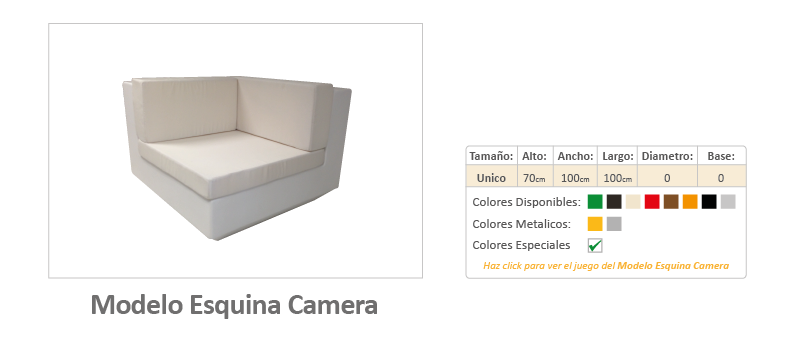 Modelo Esquina Camera
Tamaño: Alto: Ancho: Largo: Diametro: Base:
Unico 70cm 100cm 100cm 0 0
Colores Disponibles:
Colores Metalicos:
Colores Especiales
Haz click para ver el juego del Modelo Esquina Camera